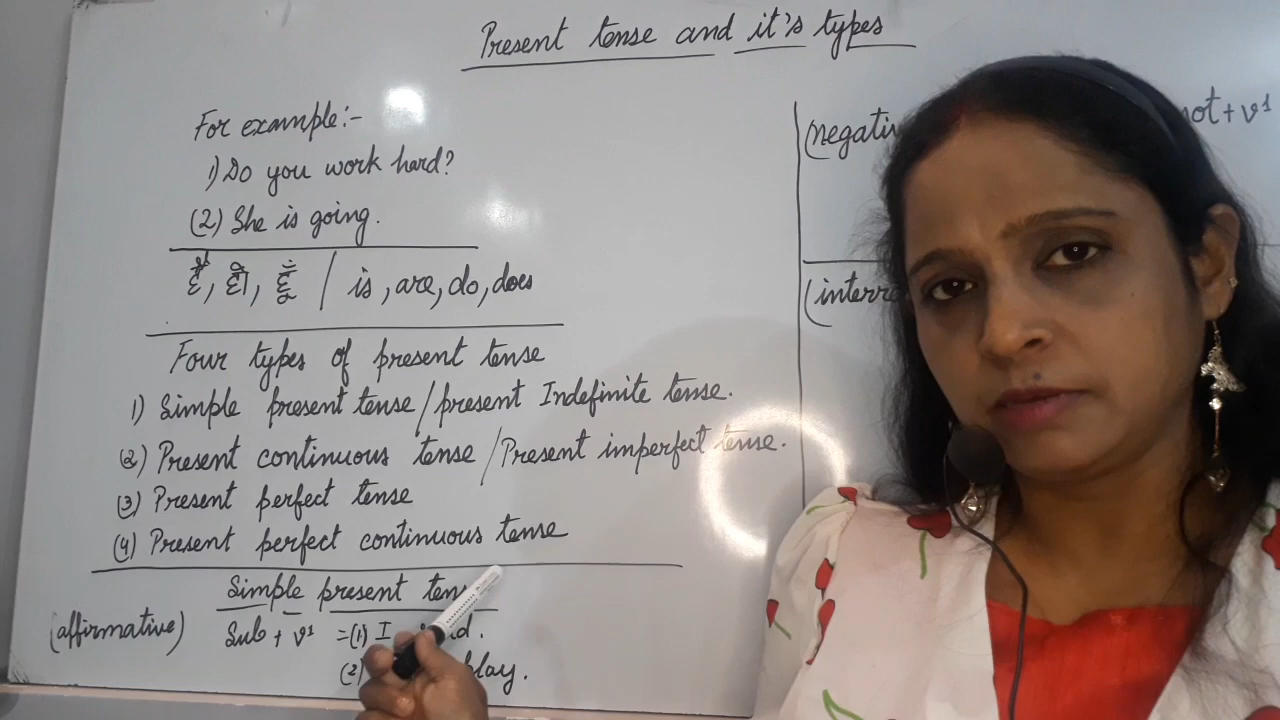 Present tense and it's types
For example:-
1) Do you work hard?
(2) She is going.
हैं, हो, हूँ / is, are, do, does
Four types of present tense
1) Simple present tense / present Indefinite tense.
(2) Present continuous tense / Present imperfect tense.
(3) Present perfect tense
(4) Present perfect continuous tense
Simple present
(affirmative) Sub + v¹ = (1) I
(2) play.
not + v¹